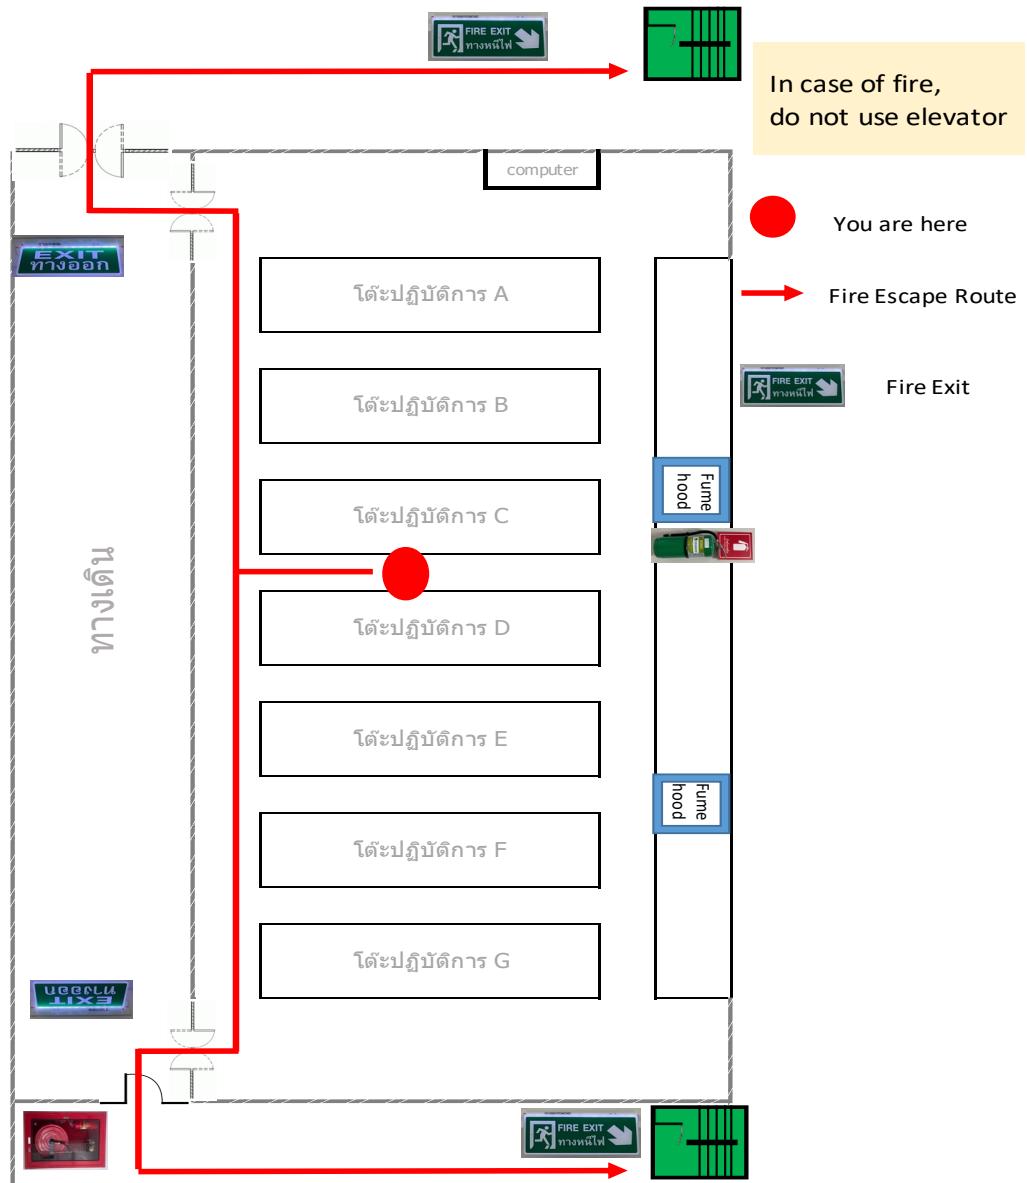 FIRE EXIT
ทางหนีไฟ
In case of fire,
do not use elevator
computer
You are here
EXIT
ทางออก
โต๊ะปฏิบัติการ A
Fire Escape Route
FIRE EXIT
ทางหนีไฟ
Fire Exit
โต๊ะปฏิบัติการ B
Fume
hood
โต๊ะปฏิบัติการ C
ทางเดิน
โต๊ะปฏิบัติการ D
โต๊ะปฏิบัติการ E
Fume
hood
โต๊ะปฏิบัติการ F
โต๊ะปฏิบัติการ G
EXIT
ทางออก
FIRE EXIT
ทางหนีไฟ